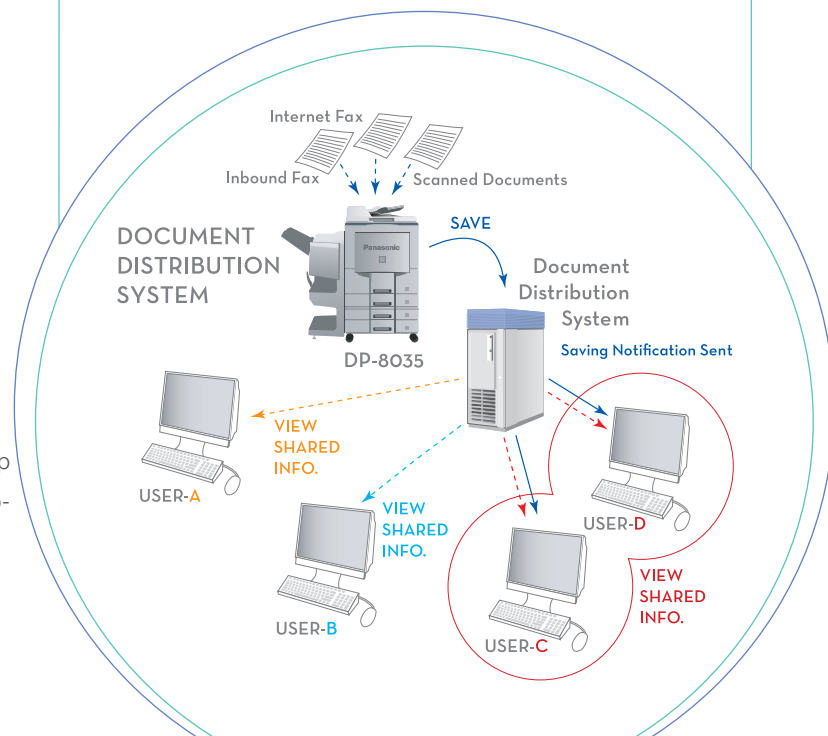 Internet Fax
Inbound Fax
Scanned Documents
DOCUMENT
DISTRIBUTION
SYSTEM
Panasonic
SAVE
DP-8035
Document
Distribution
System
Saving Notification Sent
VIEW
SHARED
INFO.
USER-A
VIEW
SHARED
INFO.
USER-B
USER-D
VIEW
SHARED
INFO.
USER-C